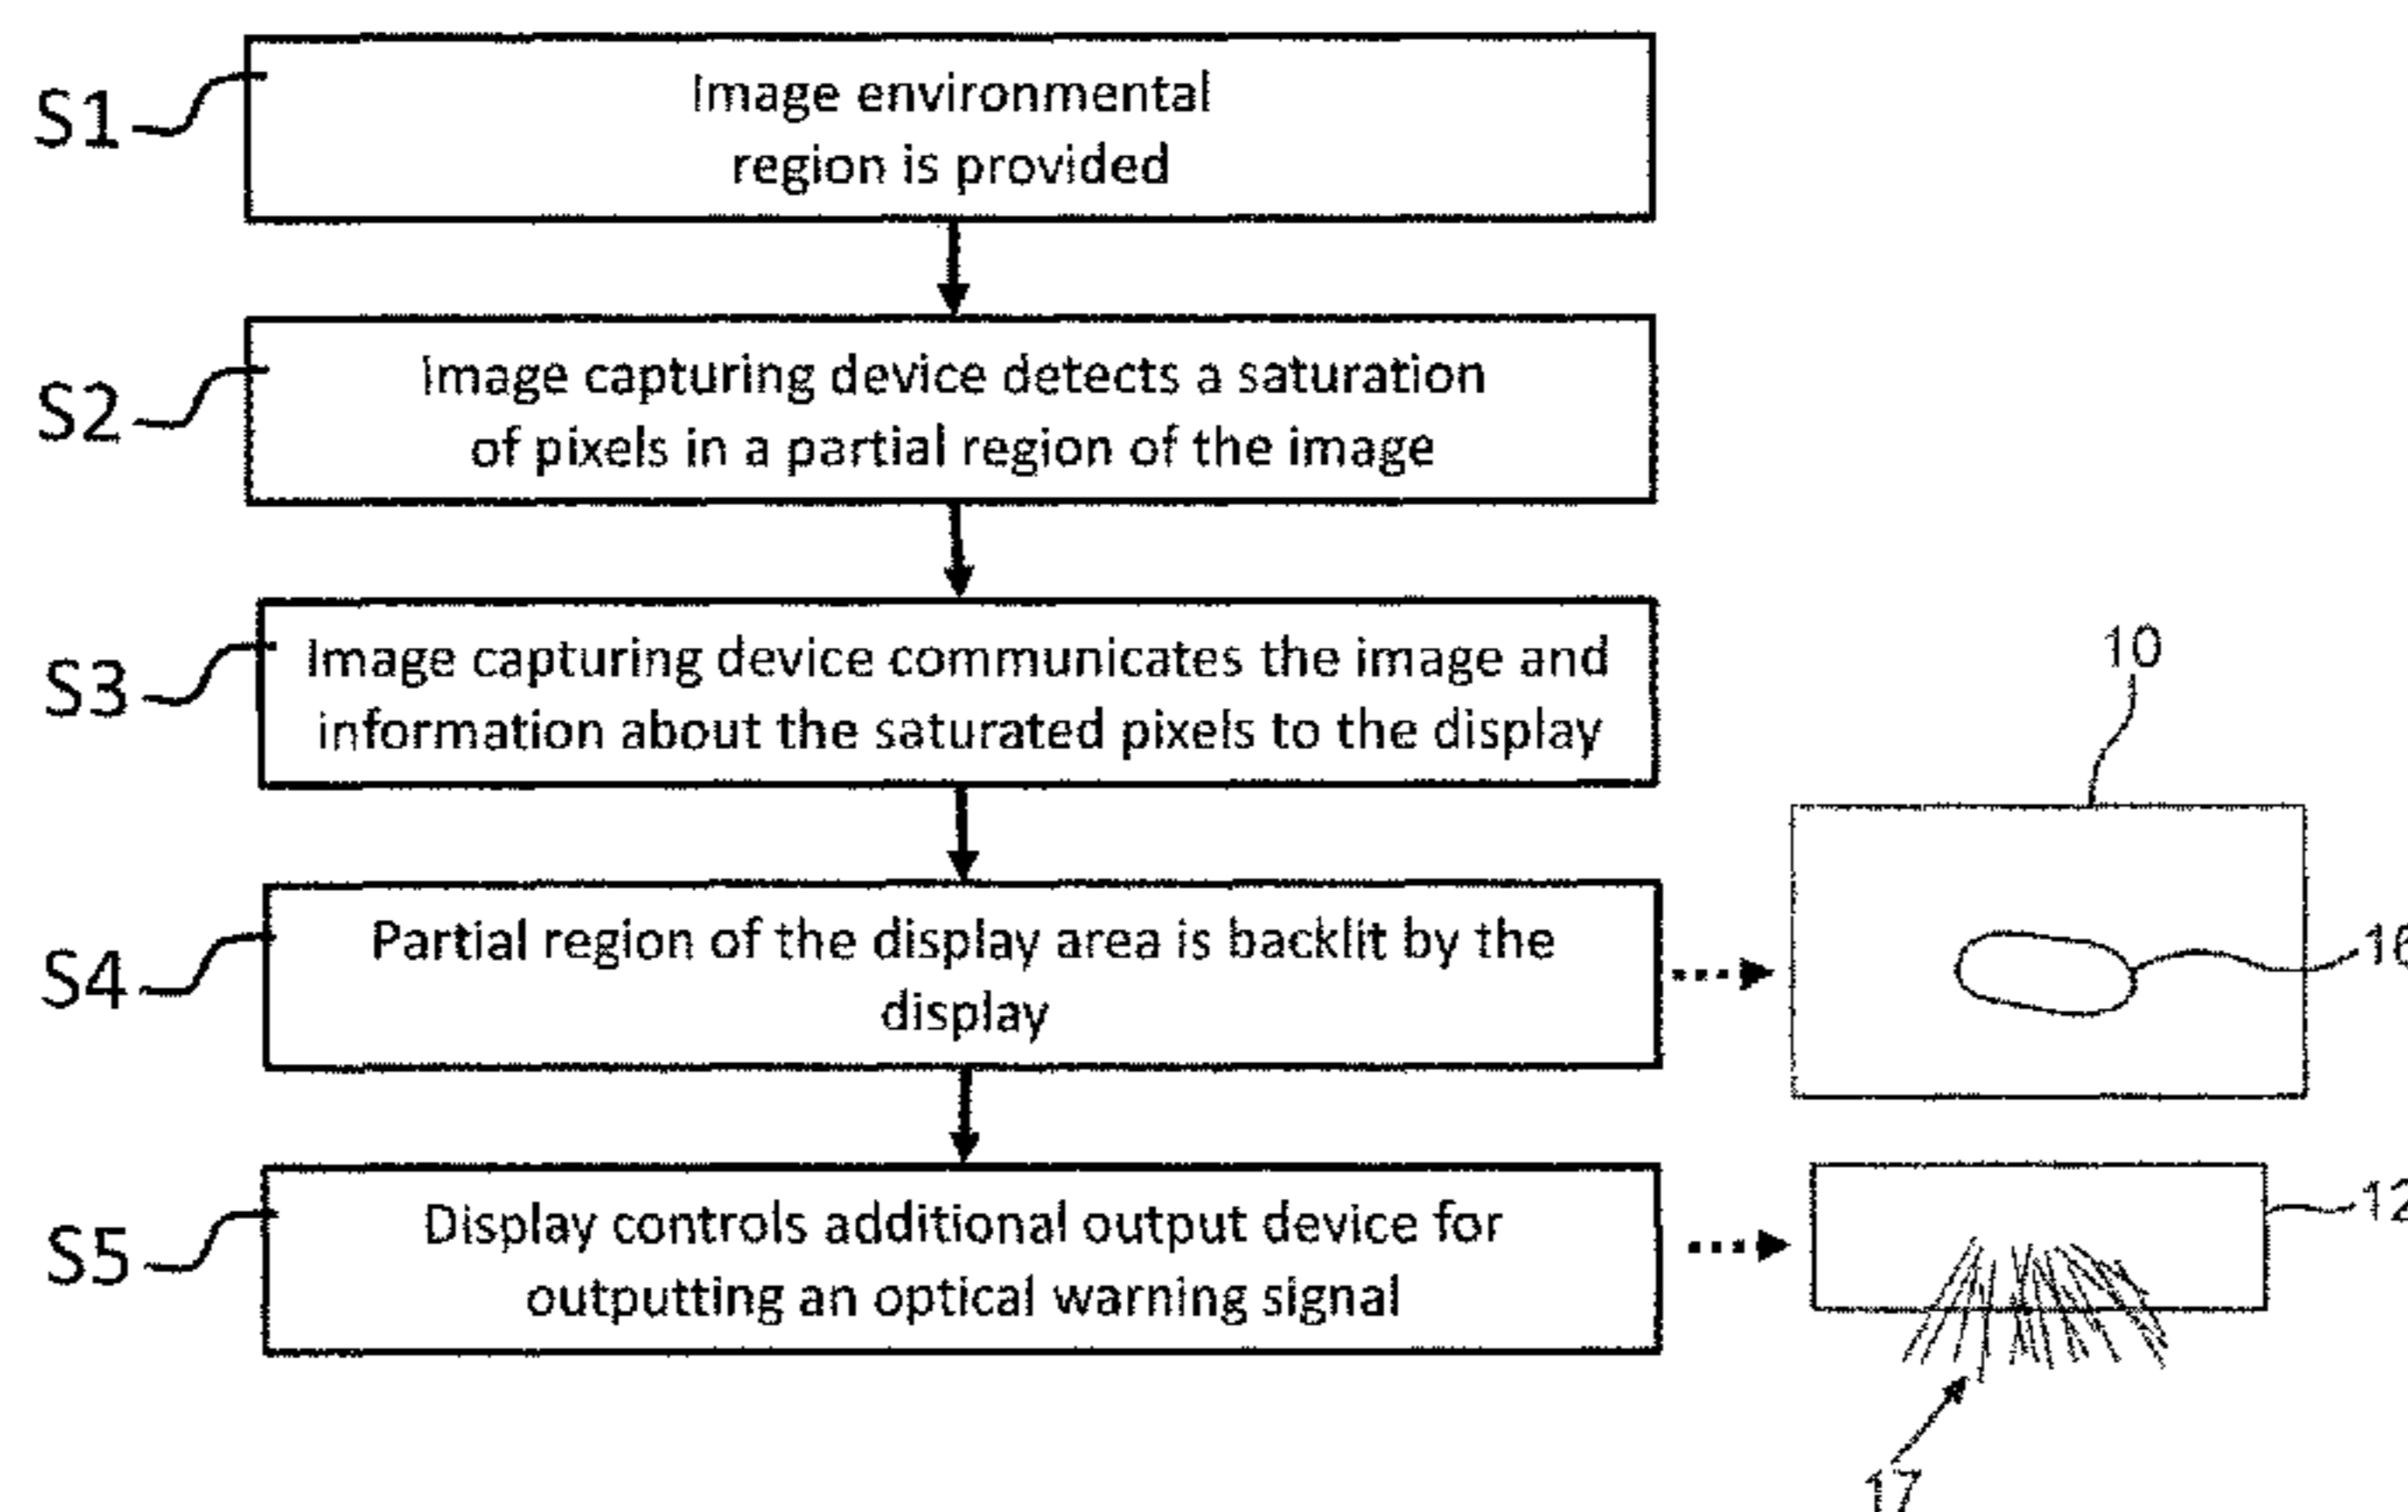 S1
Image environmental
region is provided
S2
Image capturing device detects a saturation
of pixels in a partial region of the image
S3
Image capturing device communicates the image and
information about the saturated pixels to the display
10
S4
Partial region of the display area is backlit by the
display
16
S5
Display controls additional output device for
outputting an optical warning signal
12
17